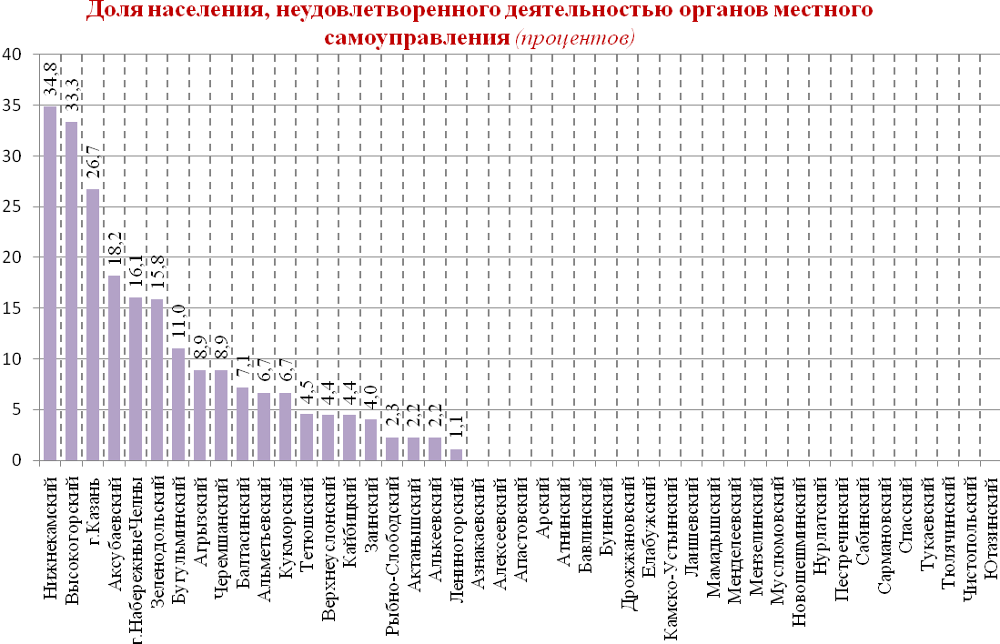 Доля населения, неудовлетворенного деятельностью органов местного
самоуправления (процентов)
40
35
30
25
20
15
10
5
0
34,8
33,3
26,7
18,2
16,1
15,8
11,0
8,9
8,9
7,1
6,7
6,7
4,5
4,4
4,4
4,0
2,3
2,2
2,2
1,1
Нижнекамский
Высокогорский
г.Казань
Аксубаевский
г.НабережныеЧелны
Зеленодольский
Бугульминский
Агрызский
Черемшанский
Балтасинский
Альметьевский
Кукморский
Тетюшский
Верхнеуслонский
Кайбицкий
Заинский
Рыбно-Слободский
Актанышский
Алькеевский
Лениногорский
Азнакаевский
Алексеевский
Апастовский
Арский
Атнинский
Бавлинский
Буинский
Дрожжановский
Елабужский
Камско-Устьинский
Лаишевский
Мамадышский
Менделеевский
Мензелинский
Муслюмовский
Новошешминский
Нурлатский
Пестречинский
Сабинский
Сармановский
Спасский
Тукаевский
Тюлячинский
Чистопольский
Ютазинский